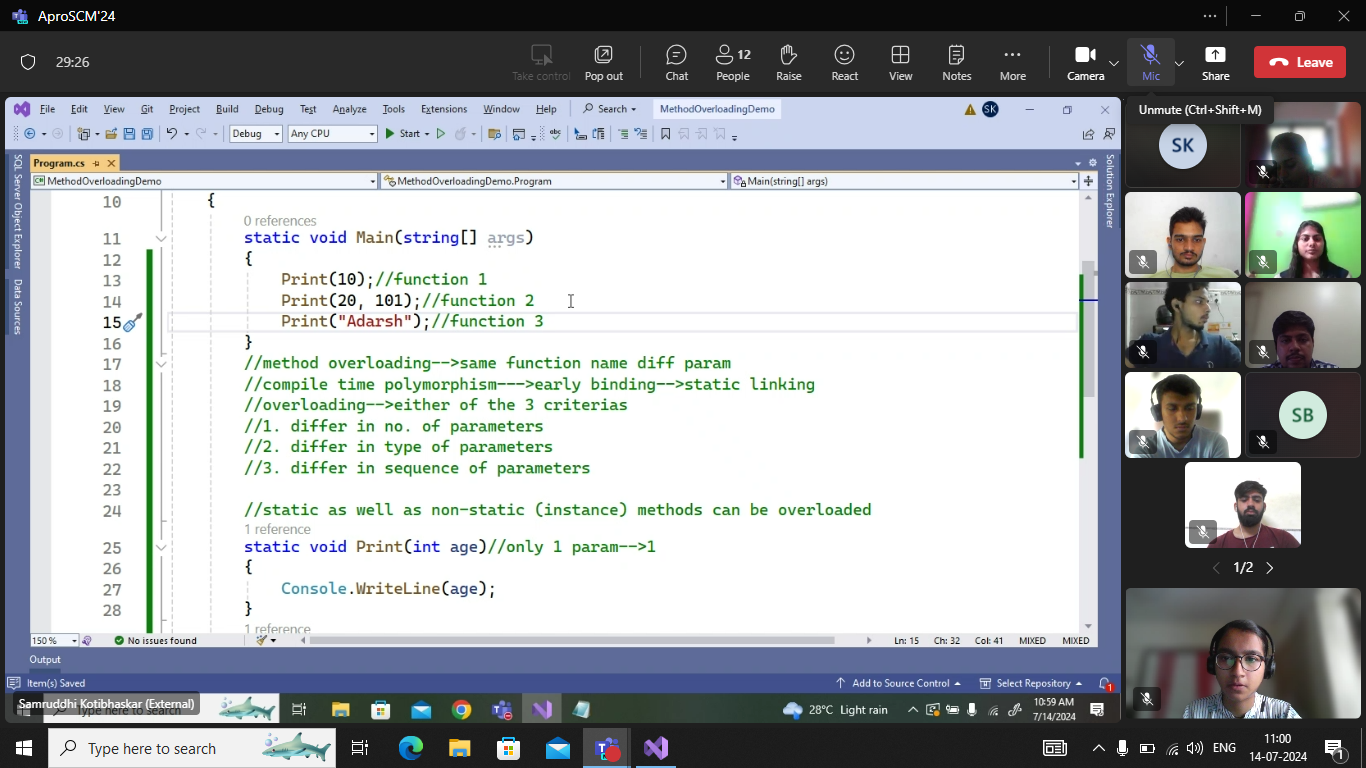 AproSCM'24
29:26
Take control Pop out Chat People 12 Raise React View Notes More Camera Mic Share Leave
Unmute (Ctrl+Shift+M)
File Edit View Git Project Build Debug Test Analyze Tools Extensions Window Help Search MethodOverloadingDemo SK
Debug Any CPU Start
SQL Server Object Explorer
Data Sources
Solution Explorer
Program.cs
MethodOverloadingDemo MethodOverloadingDemo.Program Main(string[] args)
10 {
0 references
11 static void Main(string[] args)
12 {
13 Print(10);//function 1
14 Print(20, 101);//function 2
15 Print("Adarsh");//function 3
16 }
17 //method overloading-->same function name diff param
18 //compile time polymorphism--->early binding-->static linking
19 //overloading-->either of the 3 criterias
20 //1. differ in no. of parameters
21 //2. differ in type of parameters
22 //3. differ in sequence of parameters
23
24 //static as well as non-static (instance) methods can be overloaded
1 reference
25 static void Print(int age)//only 1 param-->1
26 {
27 Console.WriteLine(age);
28 }
1 reference
150 % No issues found Ln: 15 Ch: 32 Col: 41 MIXED MIXED
Output
Item(s) Saved Add to Source Control Select Repository 1
Samruddhi Kotibhaskar (External)
Type here to search 28°C Light rain 10:59 AM
7/14/2024
SK
SB
1/2
Type here to search ENG 11:00
14-07-2024
1